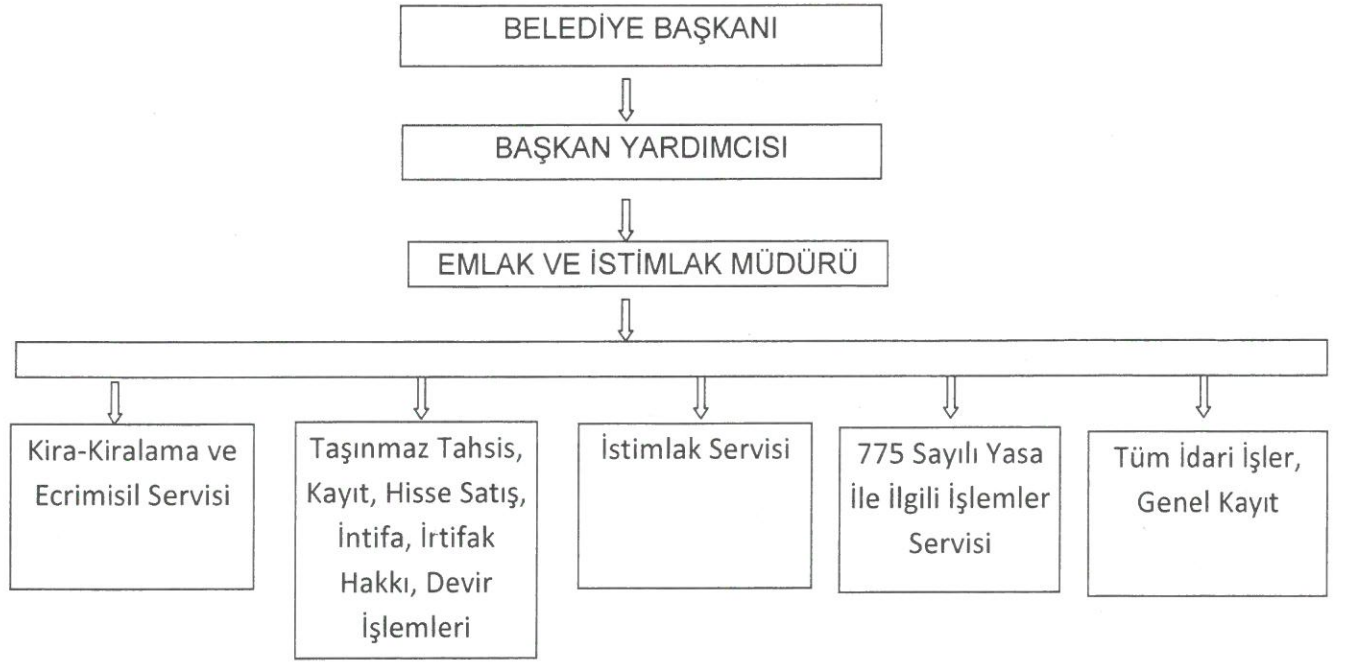 BELEDİYE BAŞKANI
BAŞKAN YARDIMCISI
EMLAK VE İSTİMLAK MÜDÜRÜ
Kira-Kiralama ve
Ecrimisil Servisi
Taşınmaz Tahsis,
Kayıt, Hisse Satış,
İntifa, İrtifak
Hakkı, Devir
İşlemleri
İstimlak Servisi
775 Sayılı Yasa
İle İlgili İşlemler
Servisi
Tüm İdari İşler,
Genel Kayıt